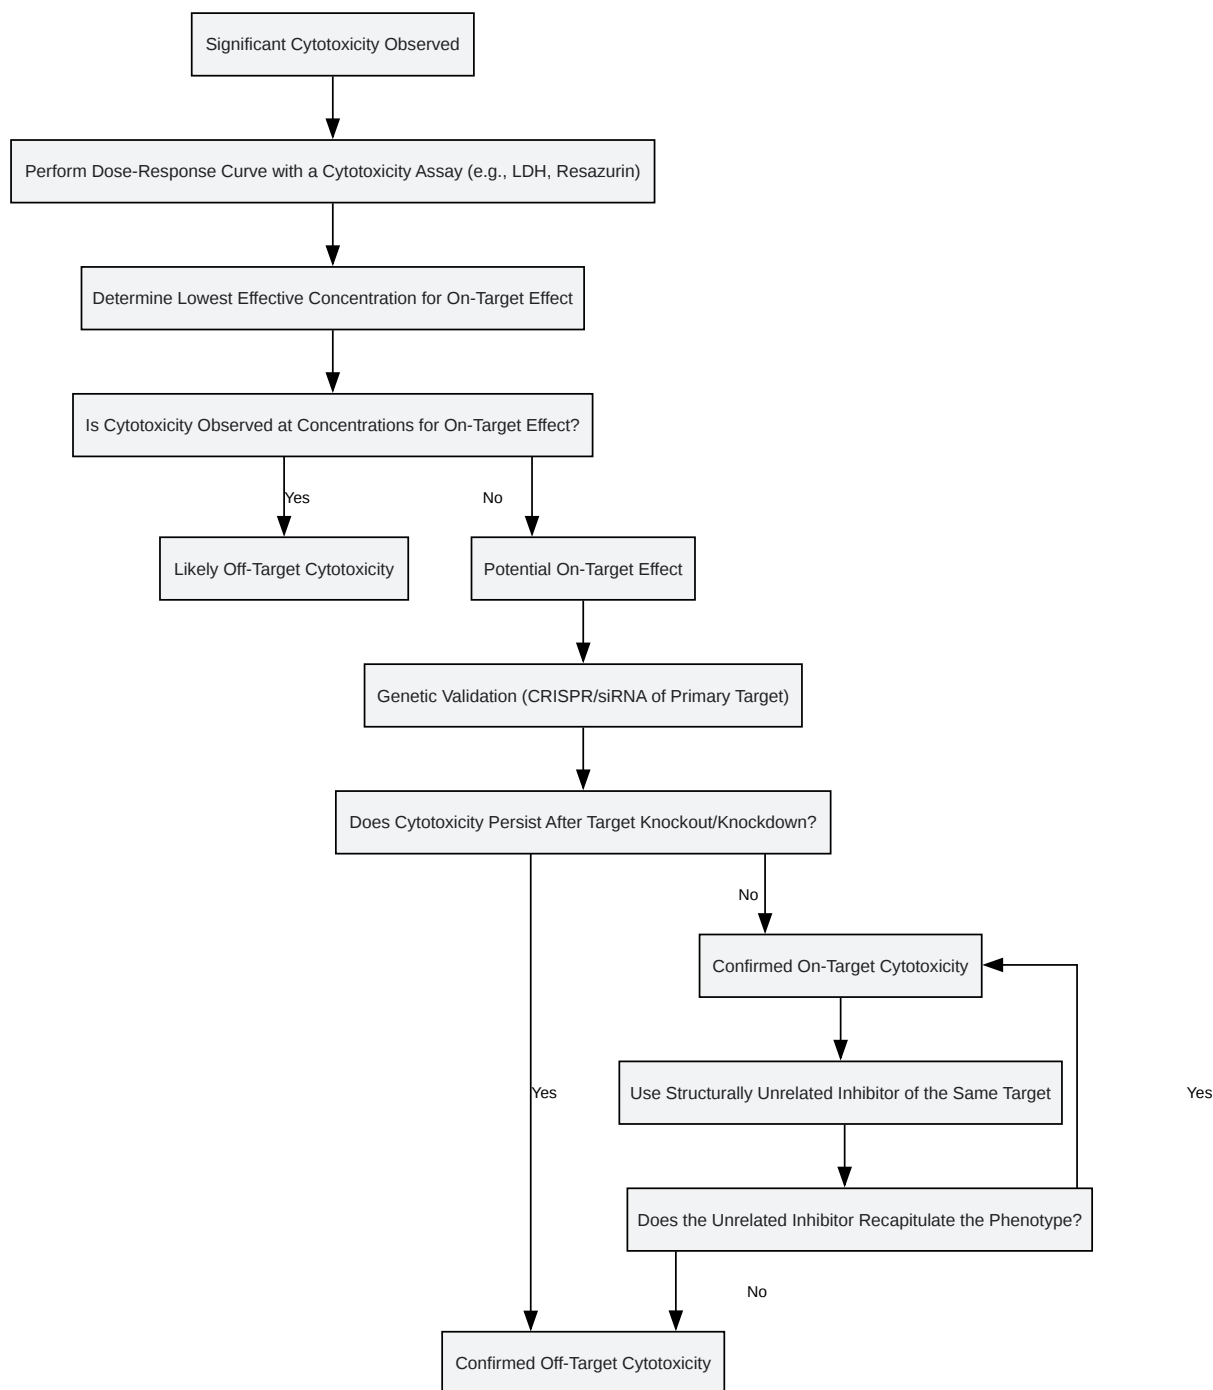 Significant Cytotoxicity Observed
Perform Dose-Response Curve with a Cytotoxicity Assay (e.g., LDH, Resazurin)
Determine Lowest Effective Concentration for On-Target Effect
Is Cytotoxicity Observed at Concentrations for On-Target Effect?
Yes
No
Likely Off-Target Cytotoxicity
Potential On-Target Effect
Genetic Validation (CRISPR/siRNA of Primary Target)
Does Cytotoxicity Persist After Target Knockout/Knockdown?
No
Confirmed On-Target Cytotoxicity
Yes
Use Structurally Unrelated Inhibitor of the Same Target
Yes
Does the Unrelated Inhibitor Recapitulate the Phenotype?
No
Confirmed Off-Target Cytotoxicity